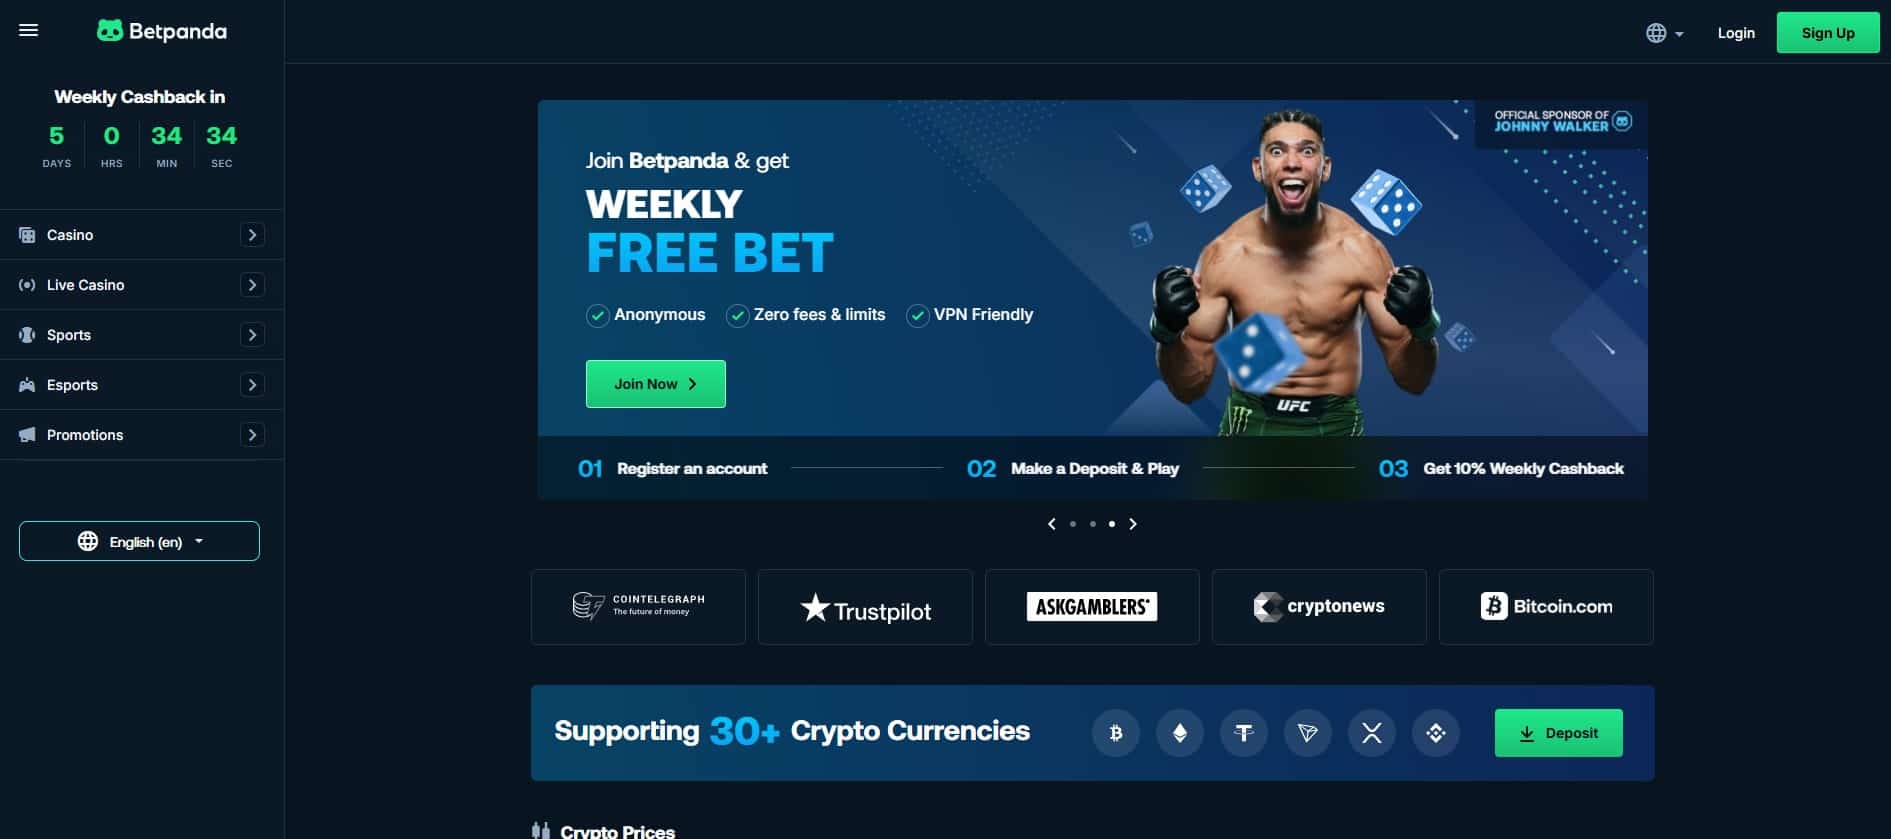 Betpanda
Login
Sign Up
Weekly Cashback in
5 0 34 34
DAYS HRS MIN SEC
Casino
Live Casino
Sports
Esports
Promotions
English (en)
OFFICIAL SPONSOR OF
JOHNNY WALKER
Join Betpanda & get
WEEKLY
FREE BET
Anonymous Zero fees & limits VPN Friendly
Join Now
UFC
01 Register an account 02 Make a Deposit & Play 03 Get 10% Weekly Cashback
COINTELEGRAPH
The future of money
Trustpilot
ASKGAMBLERS
cryptonews
Bitcoin.com
Supporting 30+ Crypto Currencies
Deposit
Crypto Prices